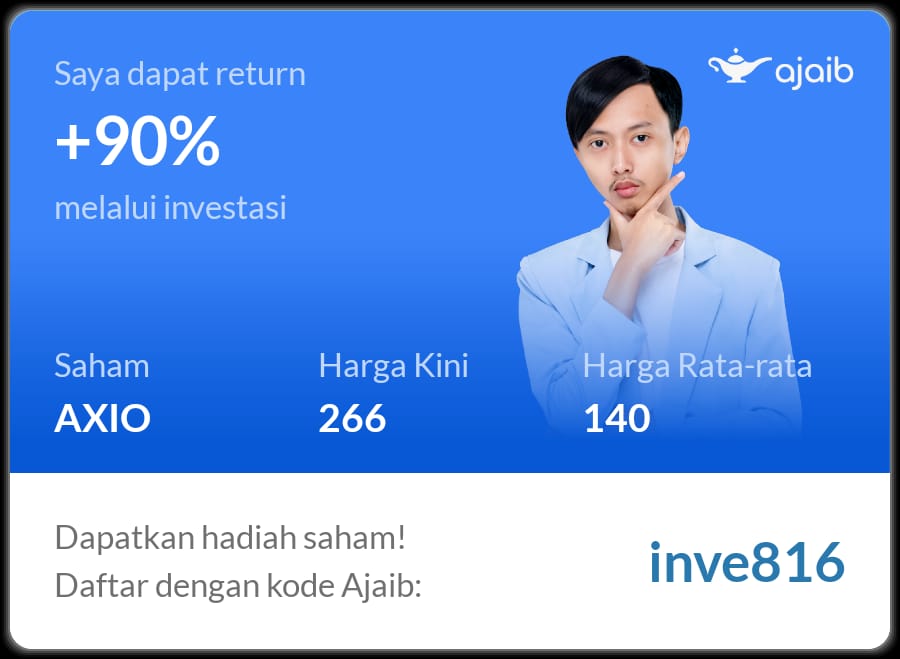 Saya dapat return
+90%
melalui investasi
ajaib
Saham
Harga Kini
Harga Rata-rata
AXIO
266
140
Dapatkan hadiah saham!
Daftar dengan kode Ajaib:
inve816